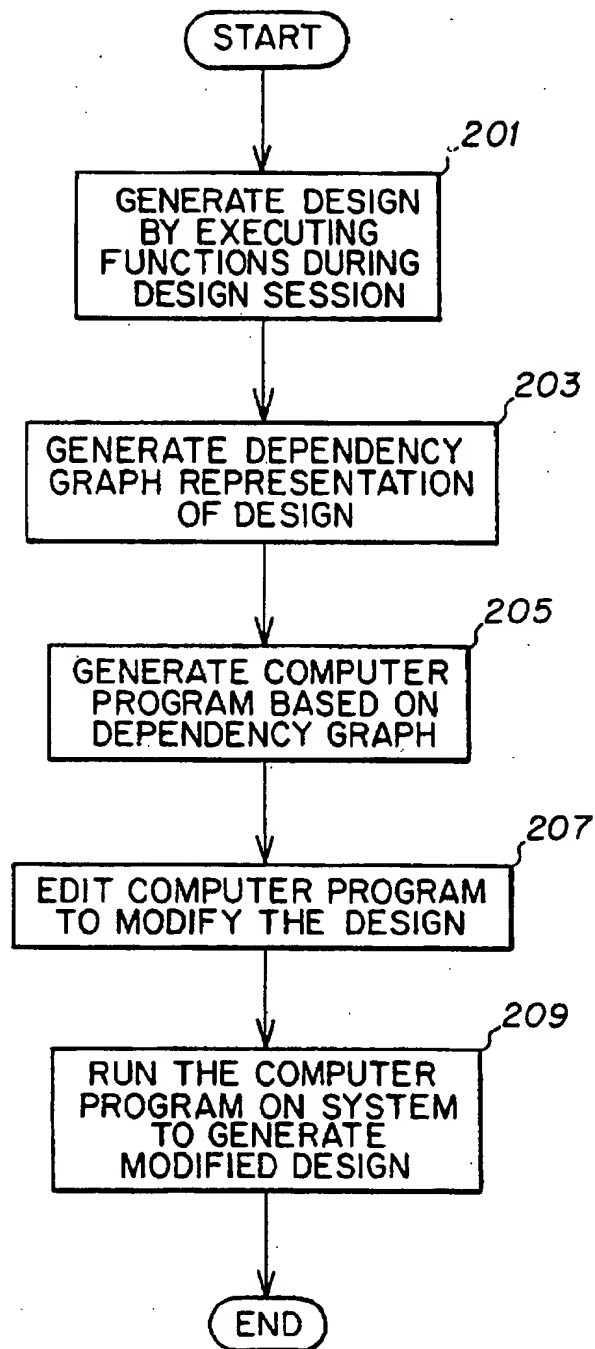 START
201
GENERATE DESIGN
BY EXECUTING
FUNCTIONS DURING
DESIGN SESSION
203
GENERATE DEPENDENCY
GRAPH REPRESENTATION
OF DESIGN
205
GENERATE COMPUTER
PROGRAM BASED ON
DEPENDENCY GRAPH
207
EDIT COMPUTER PROGRAM
TO MODIFY THE DESIGN
209
RUN THE COMPUTER
PROGRAM ON SYSTEM
TO GENERATE
MODIFIED DESIGN
END